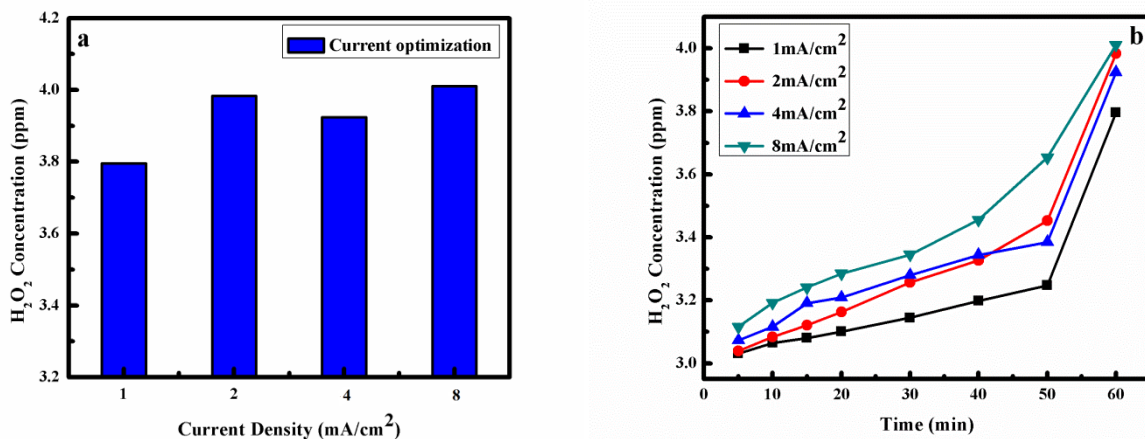 a
Current optimization
4.2
4.0
3.8
3.6
3.4
3.2
H₂O₂ Concentration (ppm)
1 2 4 8
Current Density (mA/cm²)
b
1mA/cm²
2mA/cm²
4mA/cm²
8mA/cm²
4.0
3.8
3.6
3.4
3.2
3.0
H₂O₂ Concentration (ppm)
0 10 20 30 40 50 60
Time (min)